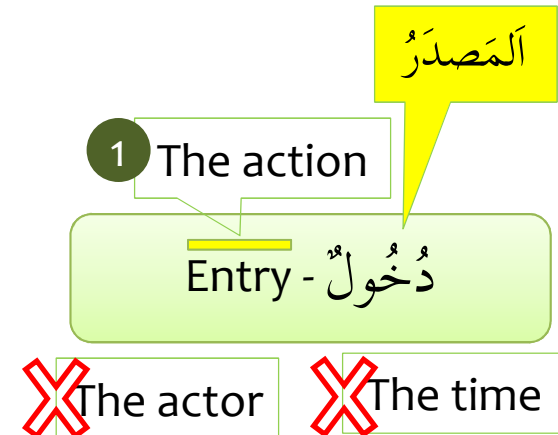 اَلمَصدَرُ
1 The action
Entry - دُخُولٌ
The actor
The time